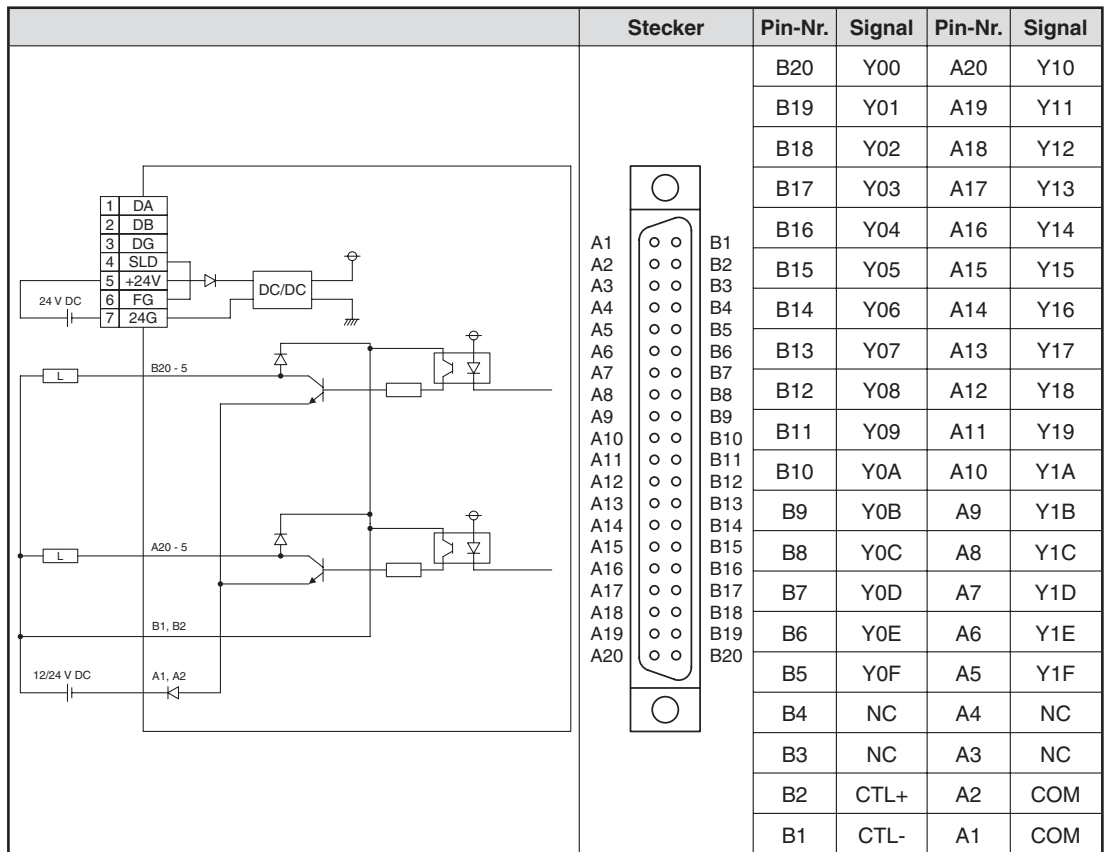 Stecker Pin-Nr. Signal Pin-Nr. Signal
1 DA
2 DB
3 DG
4 SLD
5 +24V
6 FG
7 24G
24 V DC
DC/DC
L
B20 - 5
L
A20 - 5
B1, B2
12/24 V DC
A1, A2
A1 B1
A2 B2
A3 B3
A4 B4
A5 B5
A6 B6
A7 B7
A8 B8
A9 B9
A10 B10
A11 B11
A12 B12
A13 B13
A14 B14
A15 B15
A16 B16
A17 B17
A18 B18
A19 B19
A20 B20
B20 Y00 A20 Y10
B19 Y01 A19 Y11
B18 Y02 A18 Y12
B17 Y03 A17 Y13
B16 Y04 A16 Y14
B15 Y05 A15 Y15
B14 Y06 A14 Y16
B13 Y07 A13 Y17
B12 Y08 A12 Y18
B11 Y09 A11 Y19
B10 Y0A A10 Y1A
B9 Y0B A9 Y1B
B8 Y0C A8 Y1C
B7 Y0D A7 Y1D
B6 Y0E A6 Y1E
B5 Y0F A5 Y1F
B4 NC A4 NC
B3 NC A3 NC
B2 CTL+ A2 COM
B1 CTL- A1 COM